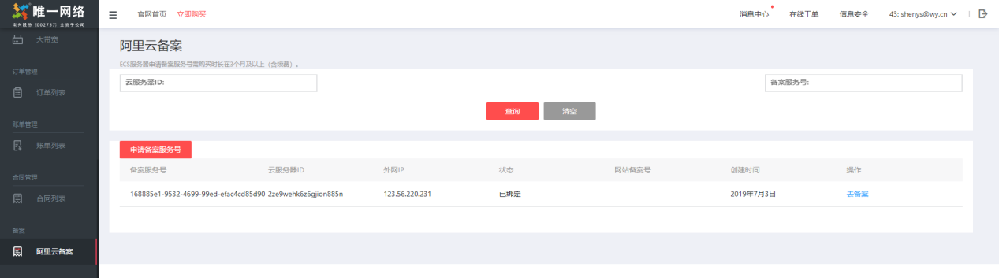 唯一网络
南兴股份 (002757) 全资子公司
官网首页 立即购买
消息中心 在线工单 信息安全 43: shenys@wy.cn
大带宽
订单管理
订单列表
账单管理
账单列表
合同管理
合同列表
备案
阿里云备案
阿里云备案
ECS服务器申请备案服务号需购买时长在3个月及以上（含续费）。
云服务器ID:
备案服务号:
查询 清空
申请备案服务号
备案服务号 云服务器ID 外网IP 状态 网站备案号 创建时间 操作
168885e1-9532-4699-99ed-efac4cd85d90 2ze9wehk6z6gjion885n 123.56.220.231 已绑定 2019年7月3日 去备案